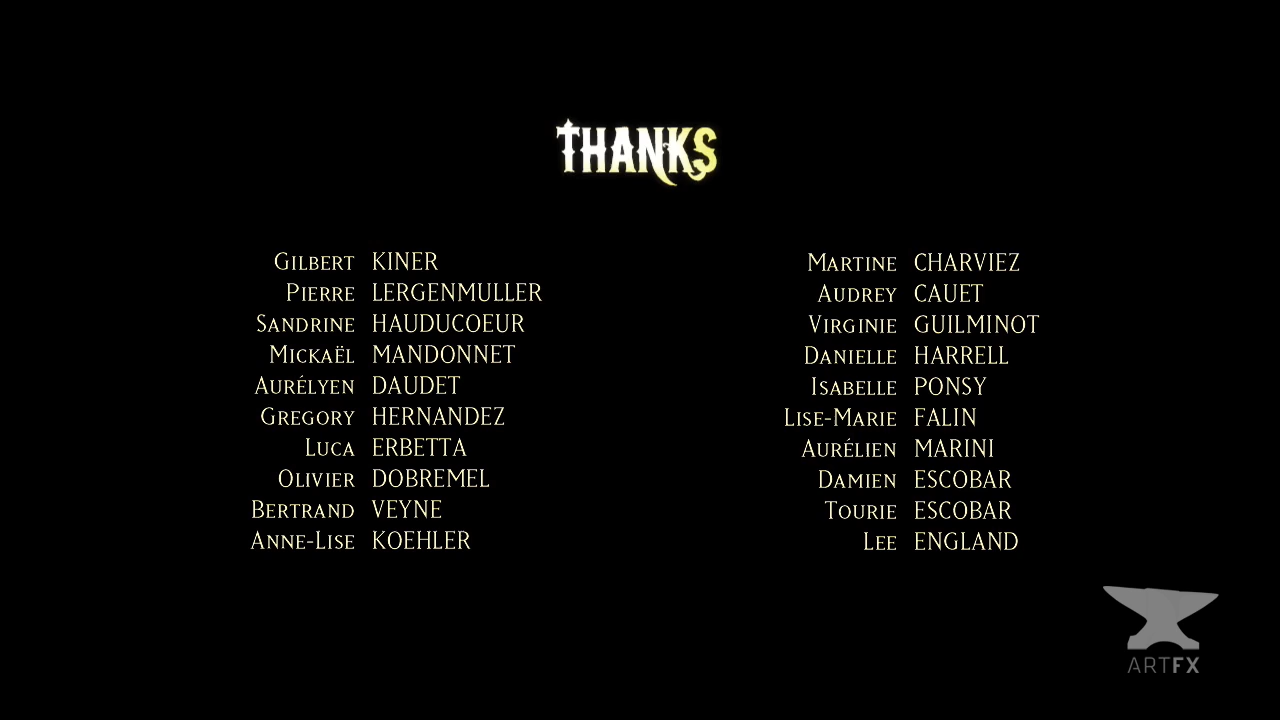 THANKS
Gilbert KINER
Pierre LERGENMULLER
Sandrine HAUDUCOEUR
Mickaël MANDONNET
Aurélyen DAUDET
Gregory HERNANDEZ
Luca ERBETTA
Olivier DOBREMEL
Bertrand VEYNE
Anne-Lise KOEHLER
Martine CHARVIEZ
Audrey CAUET
Virginie GUILMINOT
Danielle HARRELL
Isabelle PONSY
Lise-Marie FALIN
Aurélien MARINI
Damien ESCOBAR
Tourie ESCOBAR
Lee ENGLAND
ARTFX